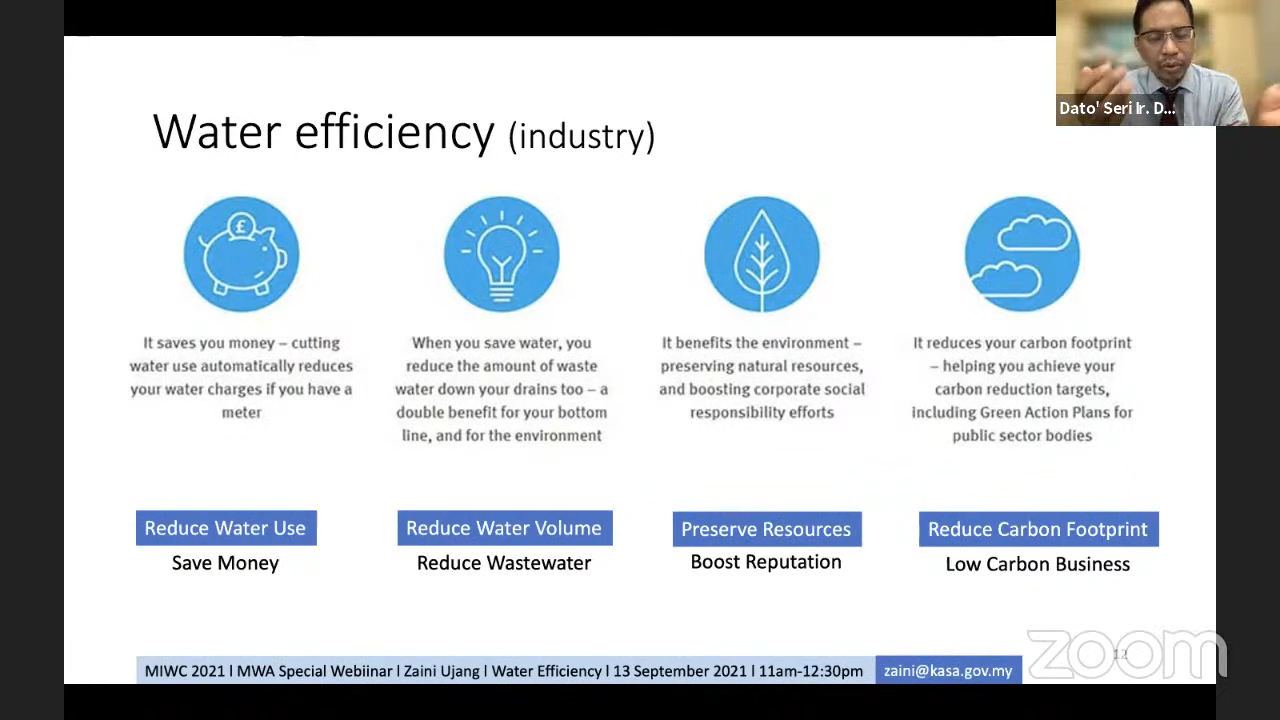 Dato' Seri Ir. D...
Water efficiency (industry)
£
It saves you money – cutting
water use automatically reduces
your water charges if you have a
meter
When you save water, you
reduce the amount of waste
water down your drains too – a
double benefit for your bottom
line, and for the environment
It benefits the environment –
preserving natural resources,
and boosting corporate social
responsibility efforts
It reduces your carbon footprint
– helping you achieve your
carbon reduction targets,
including Green Action Plans for
public sector bodies
Reduce Water Use
Save Money
Reduce Water Volume
Reduce Wastewater
Preserve Resources
Boost Reputation
Reduce Carbon Footprint
Low Carbon Business
MIWC 2021 l MWA Special Webiinar l Zaini Ujang l Water Efficiency l 13 September 2021 l 11am-12:30pm
zaini@kasa.gov.my
12
zoom